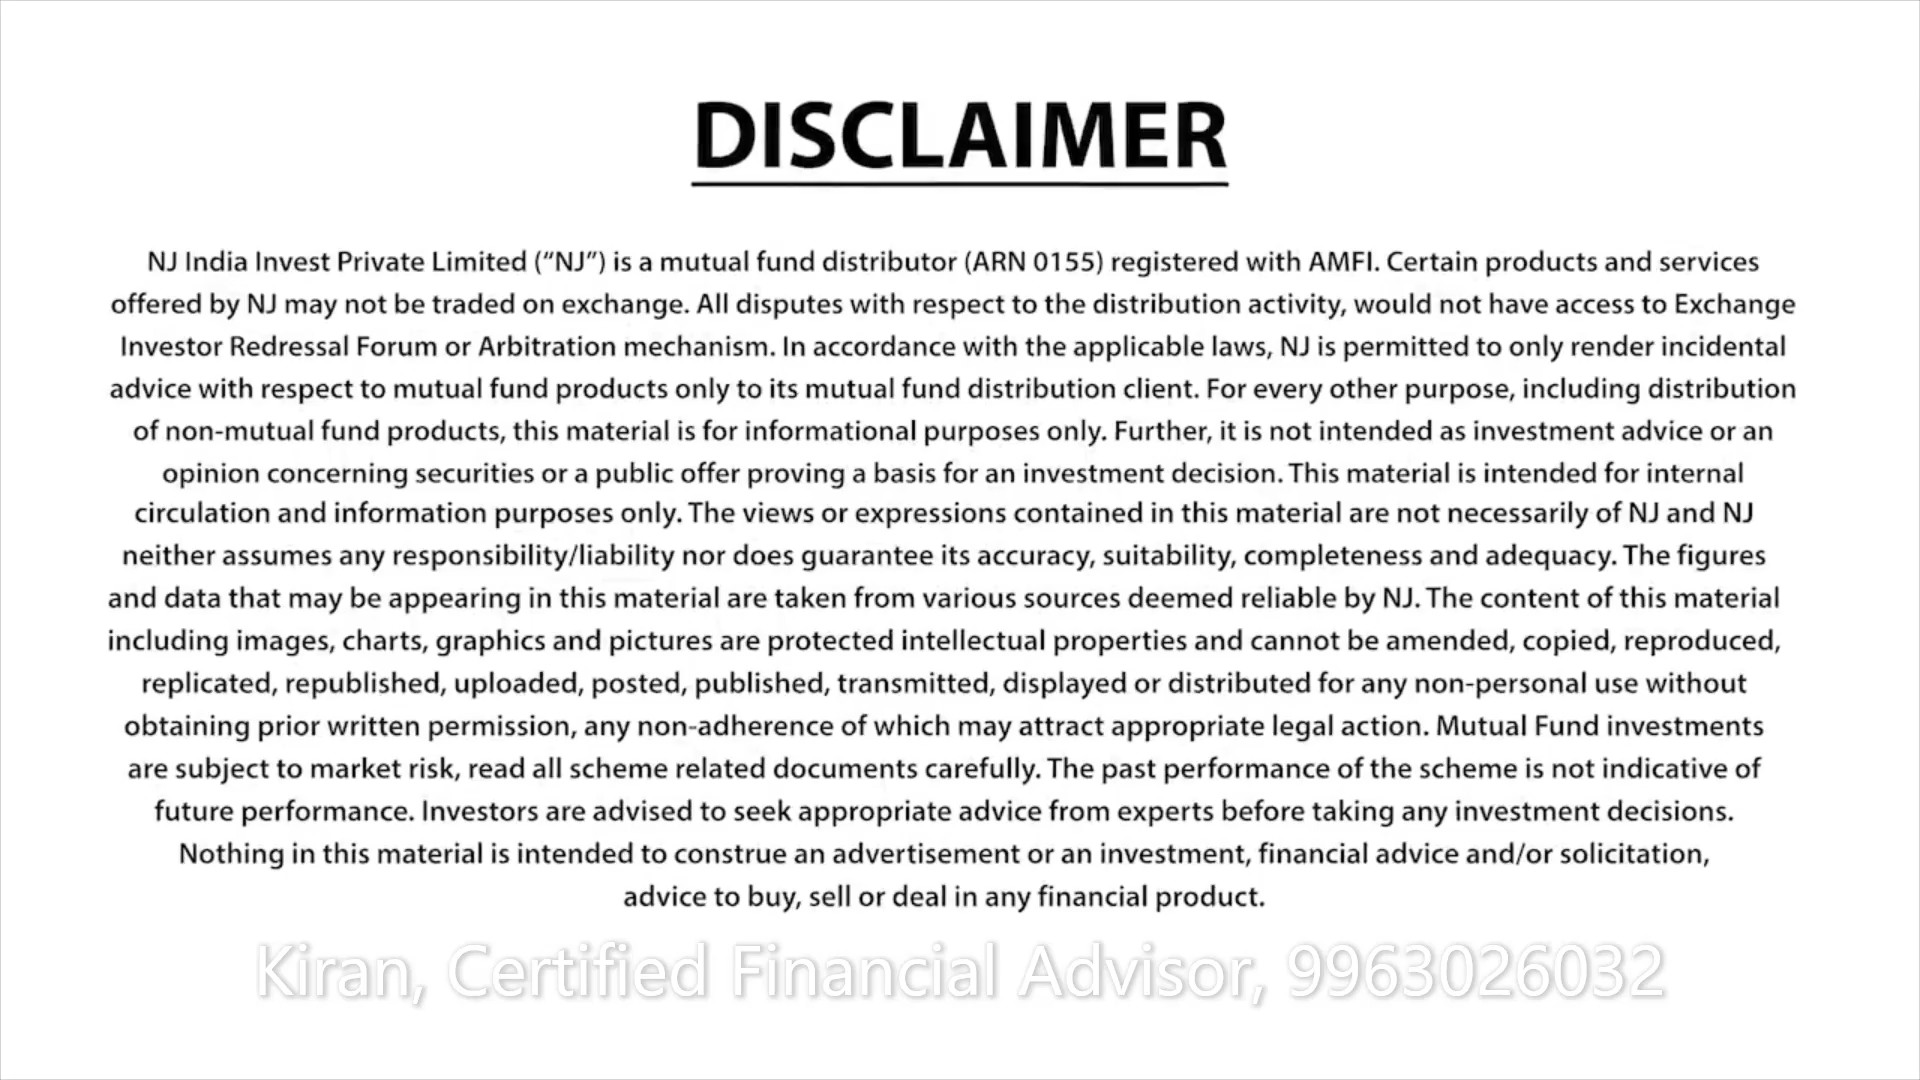 DISCLAIMER
NJ India Invest Private Limited (“NJ”) is a mutual fund distributor (ARN 0155) registered with AMFI. Certain products and services
offered by NJ may not be traded on exchange. All disputes with respect to the distribution activity, would not have access to Exchange
Investor Redressal Forum or Arbitration mechanism. In accordance with the applicable laws, NJ is permitted to only render incidental
advice with respect to mutual fund products only to its mutual fund distribution client. For every other purpose, including distribution
of non-mutual fund products, this material is for informational purposes only. Further, it is not intended as investment advice or an
opinion concerning securities or a public offer proving a basis for an investment decision. This material is intended for internal
circulation and information purposes only. The views or expressions contained in this material are not necessarily of NJ and NJ
neither assumes any responsibility/liability nor does guarantee its accuracy, suitability, completeness and adequacy. The figures
and data that may be appearing in this material are taken from various sources deemed reliable by NJ. The content of this material
including images, charts, graphics and pictures are protected intellectual properties and cannot be amended, copied, reproduced,
replicated, republished, uploaded, posted, published, transmitted, displayed or distributed for any non-personal use without
obtaining prior written permission, any non-adherence of which may attract appropriate legal action. Mutual Fund investments
are subject to market risk, read all scheme related documents carefully. The past performance of the scheme is not indicative of
future performance. Investors are advised to seek appropriate advice from experts before taking any investment decisions.
Nothing in this material is intended to construe an advertisement or an investment, financial advice and/or solicitation,
advice to buy, sell or deal in any financial product.
Kiran, Certified Financial Advisor, 9963026032